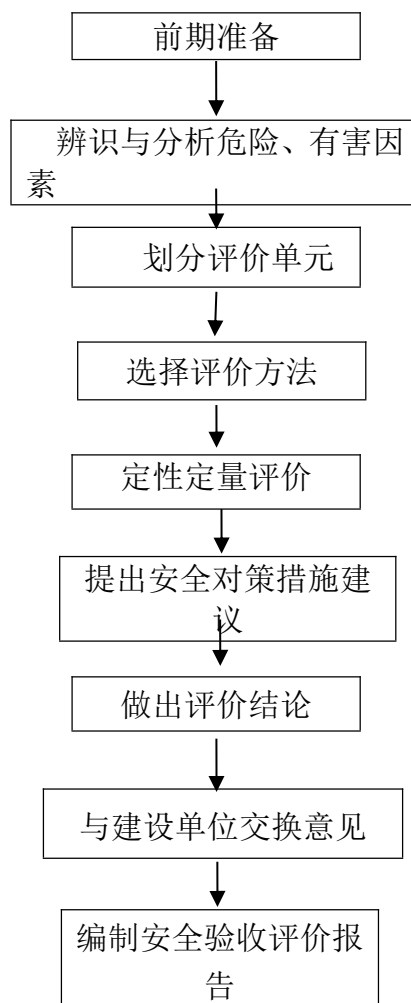 前期准备
辨识与分析危险、有害因
素
划分评价单元
选择评价方法
定性定量评价
提出安全对策措施建
议
做出评价结论
与建设单位交换意见
编制安全验收评价报
告